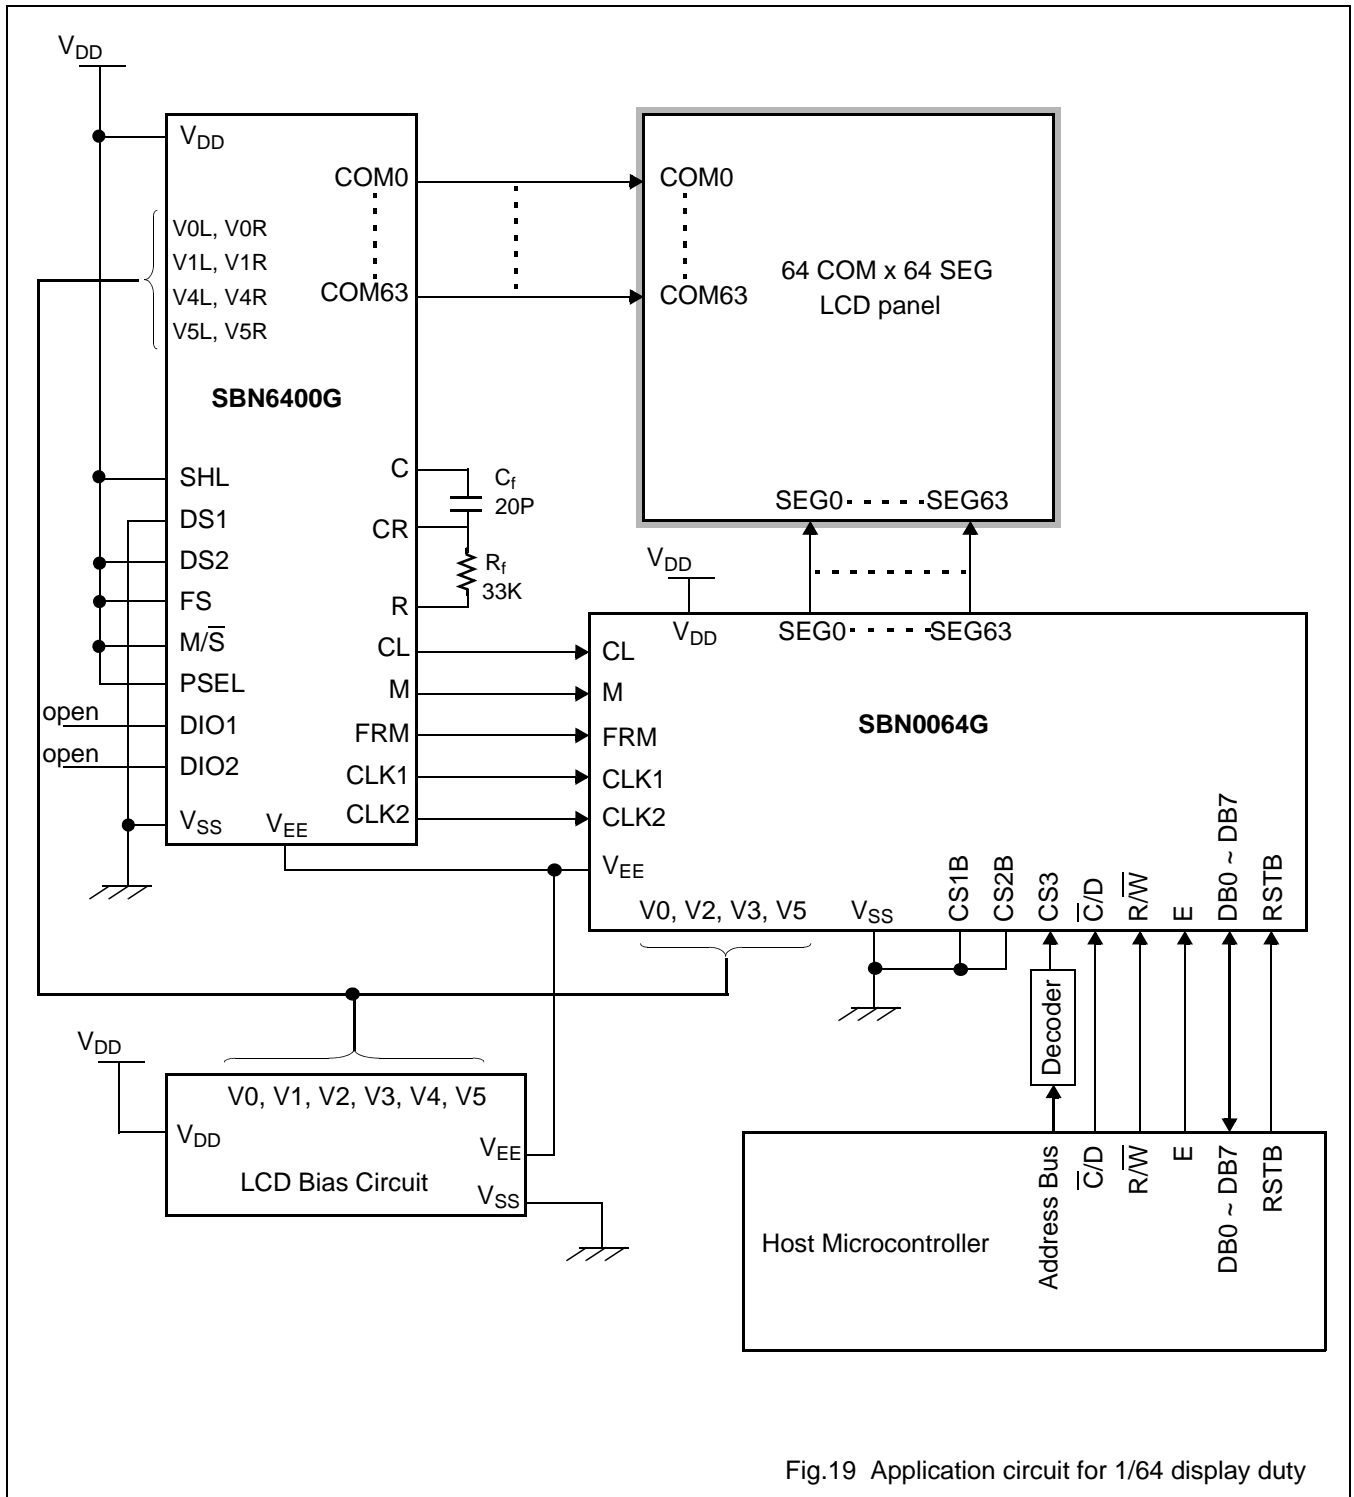 VDD
VDD
COM0
COM63
V0L, V0R
V1L, V1R
V4L, V4R
V5L, V5R
SBN6400G
SHL
DS1
DS2
FS
M/S̅
PSEL
DIO1
DIO2
open
open
VSS
VEE
C
CR
R
CL
M
FRM
CLK1
CLK2
Cf
20P
Rf
33K
COM0
COM63
64 COM x 64 SEG
LCD panel
SEG0 SEG63
VDD
VDD
SEG0 SEG63
CL
M
FRM
CLK1
CLK2
SBN0064G
VEE
V0, V2, V3, V5
VSS
CS1B
CS2B
CS3
C̅/D
R/W̅
E
DB0 ~ DB7
RSTB
Decoder
VDD
V0, V1, V2, V3, V4, V5
VDD
VEE
LCD Bias Circuit
VSS
Address Bus
C̅/D
R/W̅
E
DB0 ~ DB7
RSTB
Host Microcontroller
Fig.19 Application circuit for 1/64 display duty